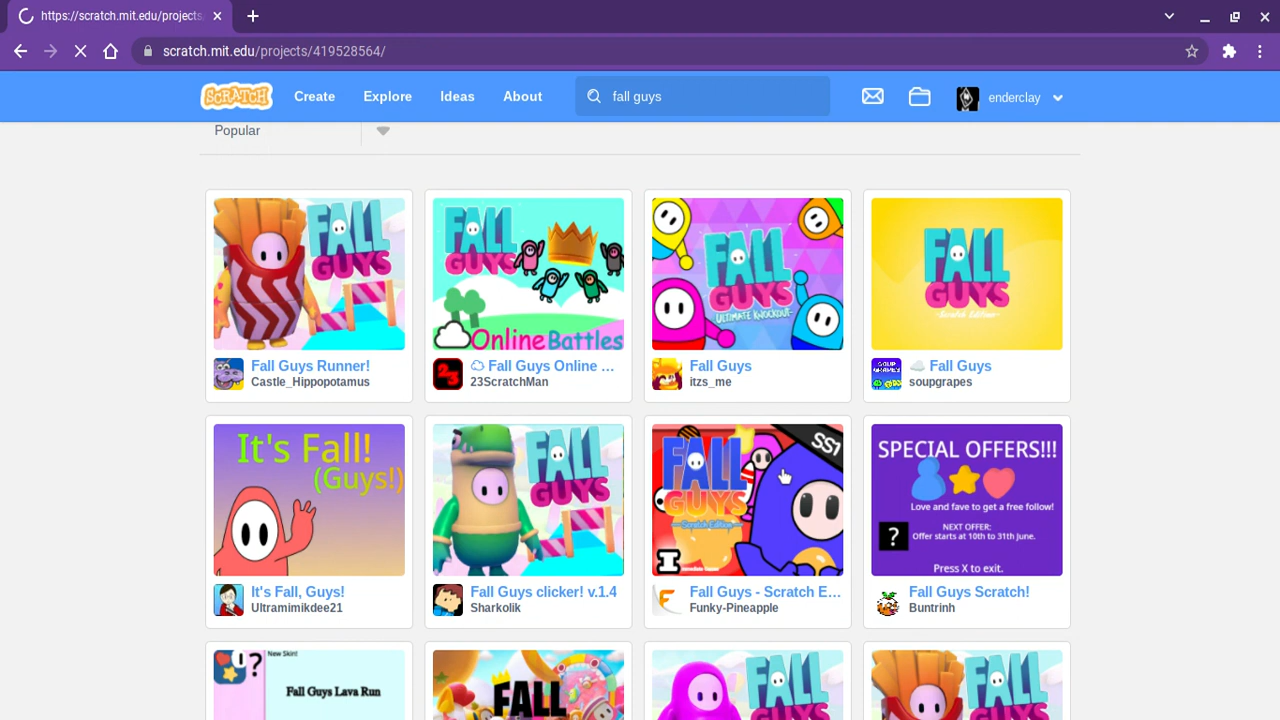 https://scratch.mit.edu/projects
scratch.mit.edu/projects/419528564/
SCRATCH
Create
Explore
Ideas
About
fall guys
enderclay
Popular
FALL
GUYS
FALL
GUYS
Online Battles
FALL
GUYS
ULTIMATE KNOCKOUT
FALL
GUYS
Scratch Edition
Fall Guys Runner!
Castle_Hippopotamus
Fall Guys Online ...
23ScratchMan
Fall Guys
itzs_me
Fall Guys
soupgrapes
It's Fall!
(Guys!)
FALL
GUYS
SS1
FALL
GUYS
Scratch Edition
SPECIAL OFFERS!!!
Love and fave to get a free follow!
NEXT OFFER:
Offer starts at 10th to 31th June.
?
Press X to exit.
It's Fall, Guys!
Ultramimikdee21
Fall Guys clicker! v.1.4
Sharkolik
Fall Guys - Scratch E...
Funky-Pineapple
Fall Guys Scratch!
Buntrinh
?
New Skin!
Fall Guys Lava Run
FALL
FALL
GUYS
FALL
GUYS